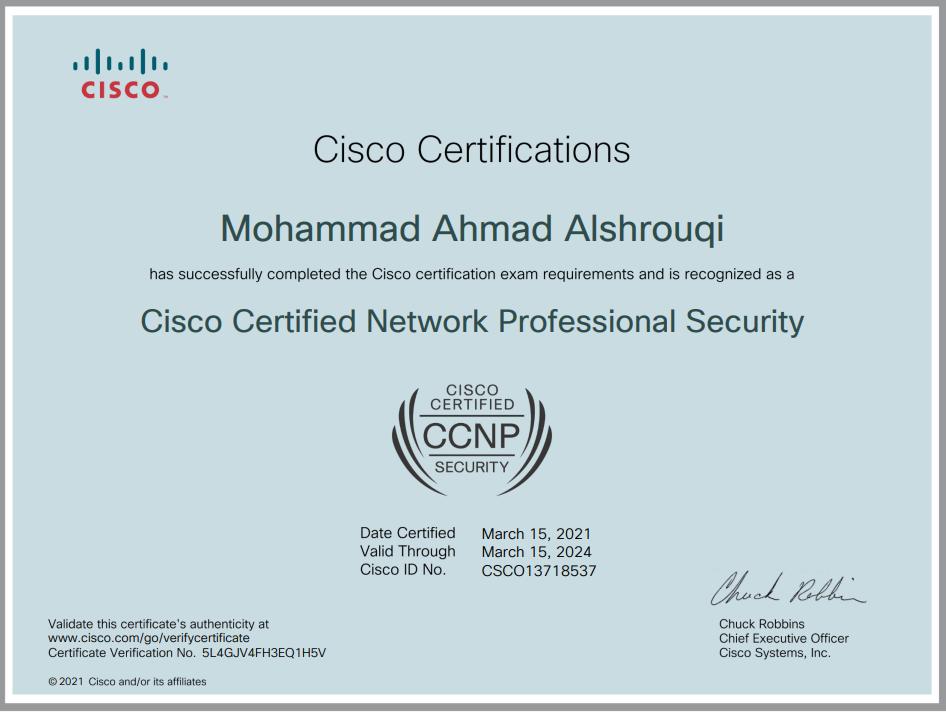 CISCO
Cisco Certifications
Mohammad Ahmad Alshrouqi
has successfully completed the Cisco certification exam requirements and is recognized as a
Cisco Certified Network Professional Security
CISCO
CERTIFIED
CCNP
SECURITY
Date Certified March 15, 2021
Valid Through March 15, 2024
Cisco ID No. CSCO13718537
Chuck Robbins
Validate this certificate's authenticity at
www.cisco.com/go/verifycertificate
Certificate Verification No. 5L4GJV4FH3EQ1H5V
Chuck Robbins
Chief Executive Officer
Cisco Systems, Inc.
© 2021 Cisco and/or its affiliates